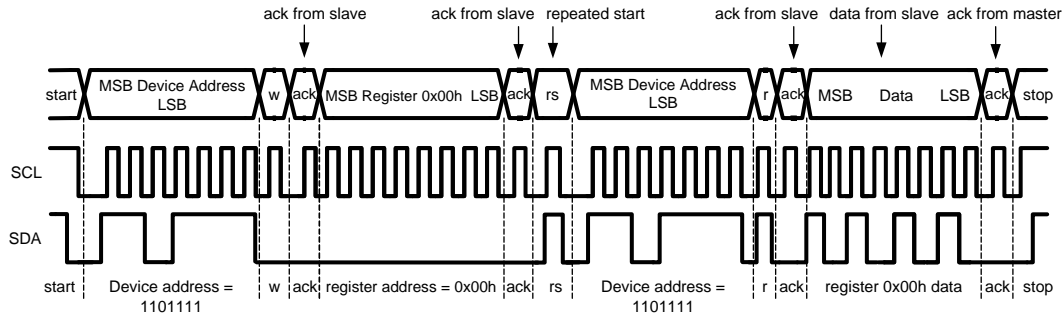 ack from slave
ack from slave
repeated start
ack from slave
data from slave
ack from master
start
MSB Device Address
LSB
w
ack
MSB Register 0x00h LSB
ack
rs
MSB Device Address
LSB
r
ack
MSB Data LSB
ack
stop
SCL
SDA
start
Device address =
1101111
w
ack
register address = 0x00h
ack
rs
Device address =
1101111
r
ack
register 0x00h data
ack
stop